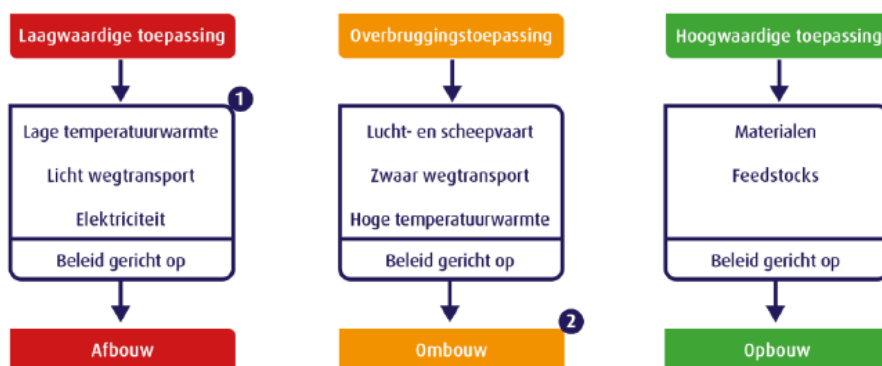 Laagwaardige toepassing
Overbruggingstoepassing
Hoogwaardige toepassing
1
Lage temperatuurwarmte
Licht wegtransport
Elektriciteit
Beleid gericht op
Lucht- en scheepvaart
Zwaar wegtransport
Hoge temperatuurwarmte
Beleid gericht op
Materialen
Feedstocks
Beleid gericht op
2
Afbouw
Ombouw
Opbouw